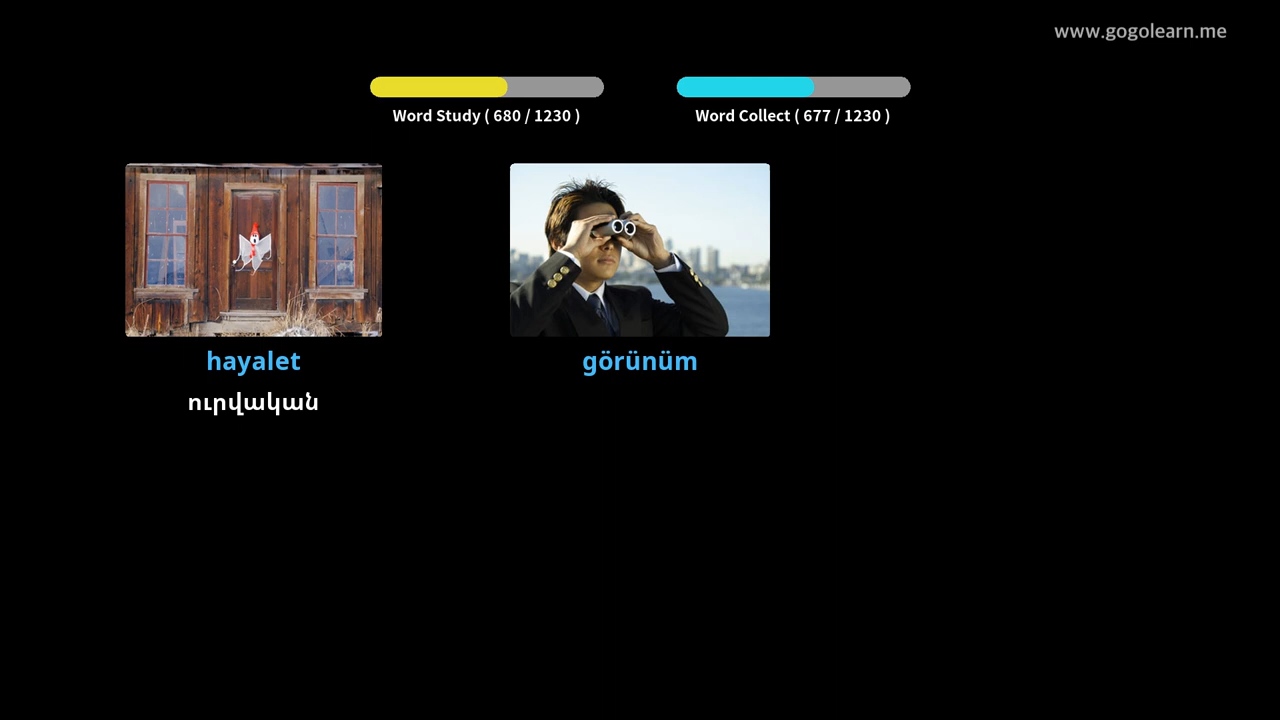 www.gogolearn.me
Word Study ( 680 / 1230 )
Word Collect ( 677 / 1230 )
hayalet
ուրվական
görünüm